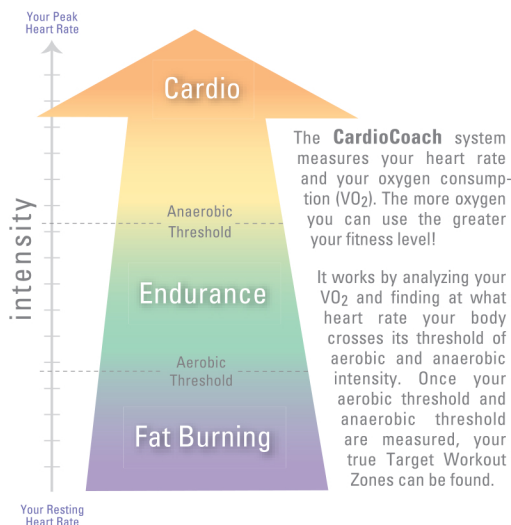 Your Peak
Heart Rate
intensity
Cardio
Anaerobic
Threshold
Endurance
Aerobic
Threshold
Fat Burning
Your Resting
Heart Rate
The CardioCoach system
measures your heart rate
and your oxygen consump-
tion (VO₂). The more oxygen
you can use the greater
your fitness level!
It works by analyzing your
VO₂ and finding at what
heart rate your body
crosses its threshold of
aerobic and anaerobic
intensity. Once your
aerobic threshold and
anaerobic threshold
are measured, your
true Target Workout
Zones can be found.